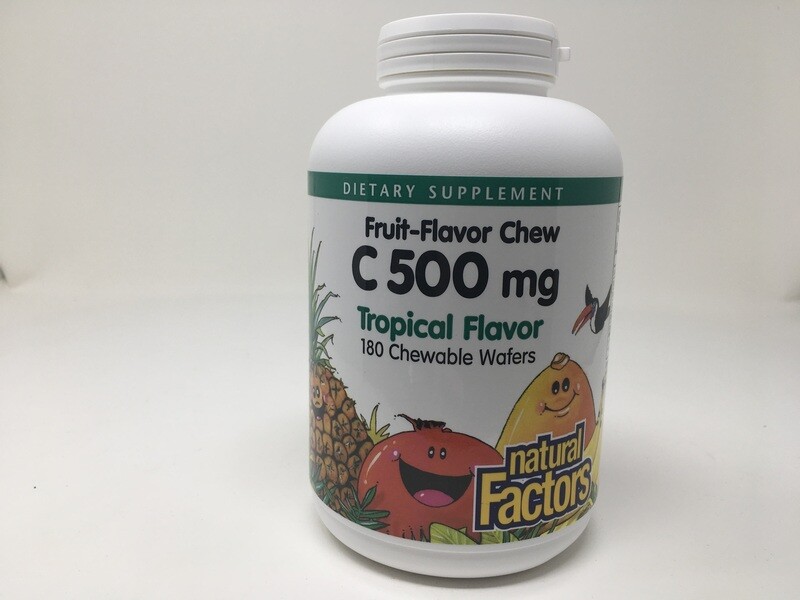 DIETARY SUPPLEMENT
Fruit-Flavor Chew
C 500 mg
Tropical Flavor
180 Chewable Wafers
natural
Factors